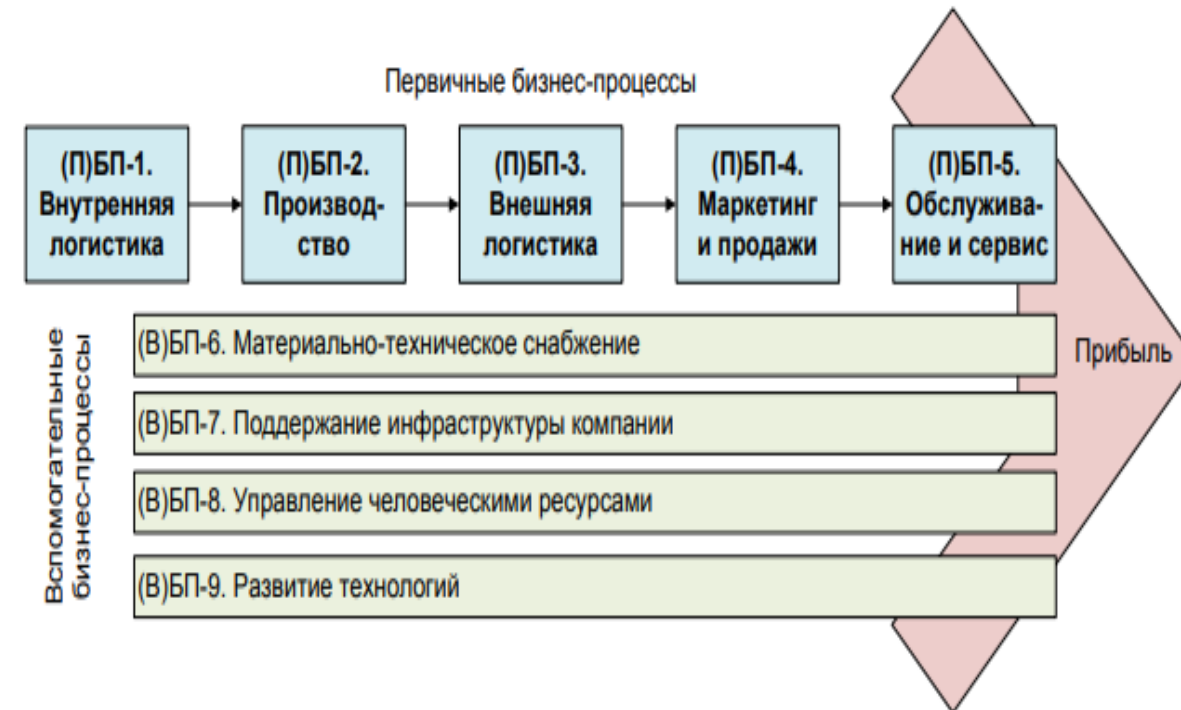 Первичные бизнес-процессы
(П)БП-1.
Внутренняя
логистика
(П)БП-2.
Производ-
ство
(П)БП-3.
Внешняя
логистика
(П)БП-4.
Маркетинг
и продажи
(П)БП-5.
Обслужива-
ние и сервис
Вспомогательные
бизнес-процессы
(В)БП-6. Материально-техническое снабжение
(В)БП-7. Поддержание инфраструктуры компании
(В)БП-8. Управление человеческими ресурсами
(В)БП-9. Развитие технологий
Прибыль